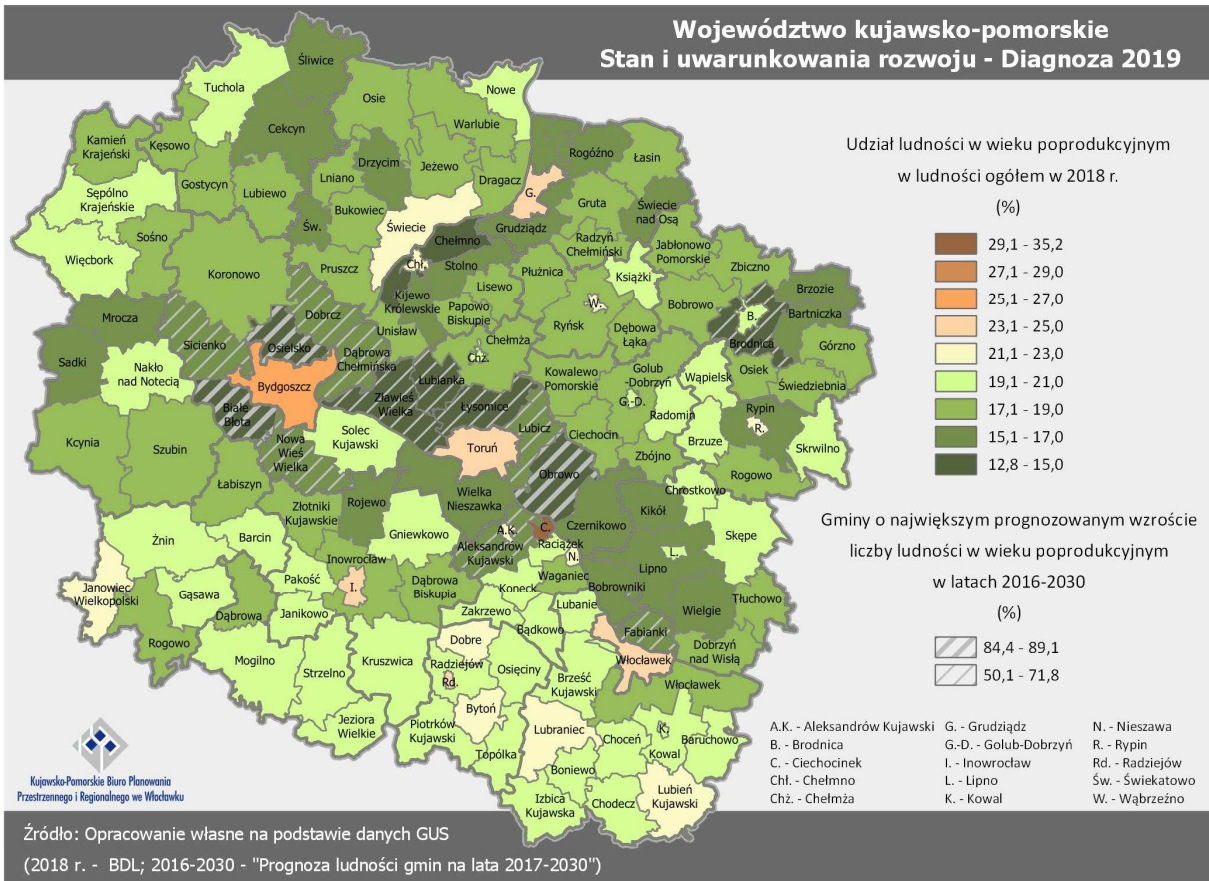 Województwo kujawsko-pomorskie
Stan i uwarunkowania rozwoju - Diagnoza 2019
Udział ludności w wieku poprodukcyjnym
w ludności ogółem w 2018 r.
(%)
29,1 - 35,2
27,1 - 29,0
25,1 - 27,0
23,1 - 25,0
21,1 - 23,0
19,1 - 21,0
17,1 - 19,0
15,1 - 17,0
12,8 - 15,0
Gminy o największym prognozowanym wzroście
liczby ludności w wieku poprodukcyjnym
w latach 2016-2030
(%)
84,4 - 89,1
50,1 - 71,8
A.K. - Aleksandrów Kujawski
B. - Brodnica
C. - Ciechocinek
Chł. - Chełmno
Chż. - Chełmża
G. - Grudziądz
G.-D. - Golub-Dobrzyń
I. - Inowrocław
L. - Lipno
K. - Kowal
N. - Nieszawa
R. - Rypin
Rd. - Radziejów
Św. - Świekatowo
W. - Wąbrzeźno
Śliwice
Tuchola
Nowe
Osie
Warlubie
Cekcyn
Kamień
Krajeński
Kęsowo
Drzycim
Rogóźno
Łasin
Jeżewo
Lniano
Dragacz
Gostycyn
Lubiewo
Sępólno
Krajeńskie
G.
Gruta
Świecie
nad Osą
Bukowiec
Św.
Świecie
Grudziądz
Sośno
Chełmno
Radzyń
Chełmiński
Jabłonowo
Pomorskie
Więcbork
Koronowo
Pruszcz
Chł.
Stolno
Płużnica
Książki
Zbiczno
Lisewo
Brzozie
Kijewo
Królewskie
W.
Bobrowo
Bartniczka
Mrocza
Dobrcz
Papowo
Biskupie
B.
Unisław
Ryńsk
Dębowa
Łąka
Sicienko
Osielsko
Chełmża
Brodnica
Górzno
Sadki
Nakło
nad Notecią
Dąbrowa
Chełmińska
Chż.
Kowalewo
Pomorskie
Golub
-Dobrzyń
Wąpielsk
Osiek
Świedziebnia
Bydgoszcz
Łubianka
Zławieś
Wielka
Łysomice
G.-D.
Radomin
Rypin
Białe
Błota
Lubicz
R.
Kcynia
Szubin
Nowa
Wieś
Wielka
Solec
Kujawski
Toruń
Ciechocin
Brzuze
Skrwilno
Zbójno
Obrowo
Rogowo
Łabiszyn
Chrostkowo
Złotniki
Kujawskie
Rojewo
Wielka
Nieszawka
Kikół
Czernikowo
Żnin
Barcin
Gniewkowo
A.K.
C.
Raciążek
Skępe
Inowrocław
Aleksandrów
Kujawski
N.
L.
Lipno
Janowiec
Wielkopolski
Gąsawa
Pakość
I.
Dąbrowa
Biskupia
Koneck
Waganiec
Bobrowniki
Tłuchowo
Dąbrowa
Janikowo
Zakrzewo
Lubanie
Wielgie
Rogowo
Bądkowo
Fabianki
Dobrzyń
nad Wisłą
Mogilno
Strzelno
Kruszwica
Dobre
Radziejów
Rd.
Osięciny
Włocławek
Brześć
Kujawski
Włocławek
Jeziora
Wielkie
Piotrków
Kujawski
Bytoń
Lubraniec
Choceń
K.
Kowal
Baruchowo
Topólka
Boniewo
Izbica
Kujawska
Chodecz
Lubień
Kujawski
Kujawsko-Pomorskie Biuro Planowania
Przestrzennego i Regionalnego we Włocławku
Źródło: Opracowanie własne na podstawie danych GUS
(2018 r. - BDL; 2016-2030 - "Prognoza ludności gmin na lata 2017-2030")